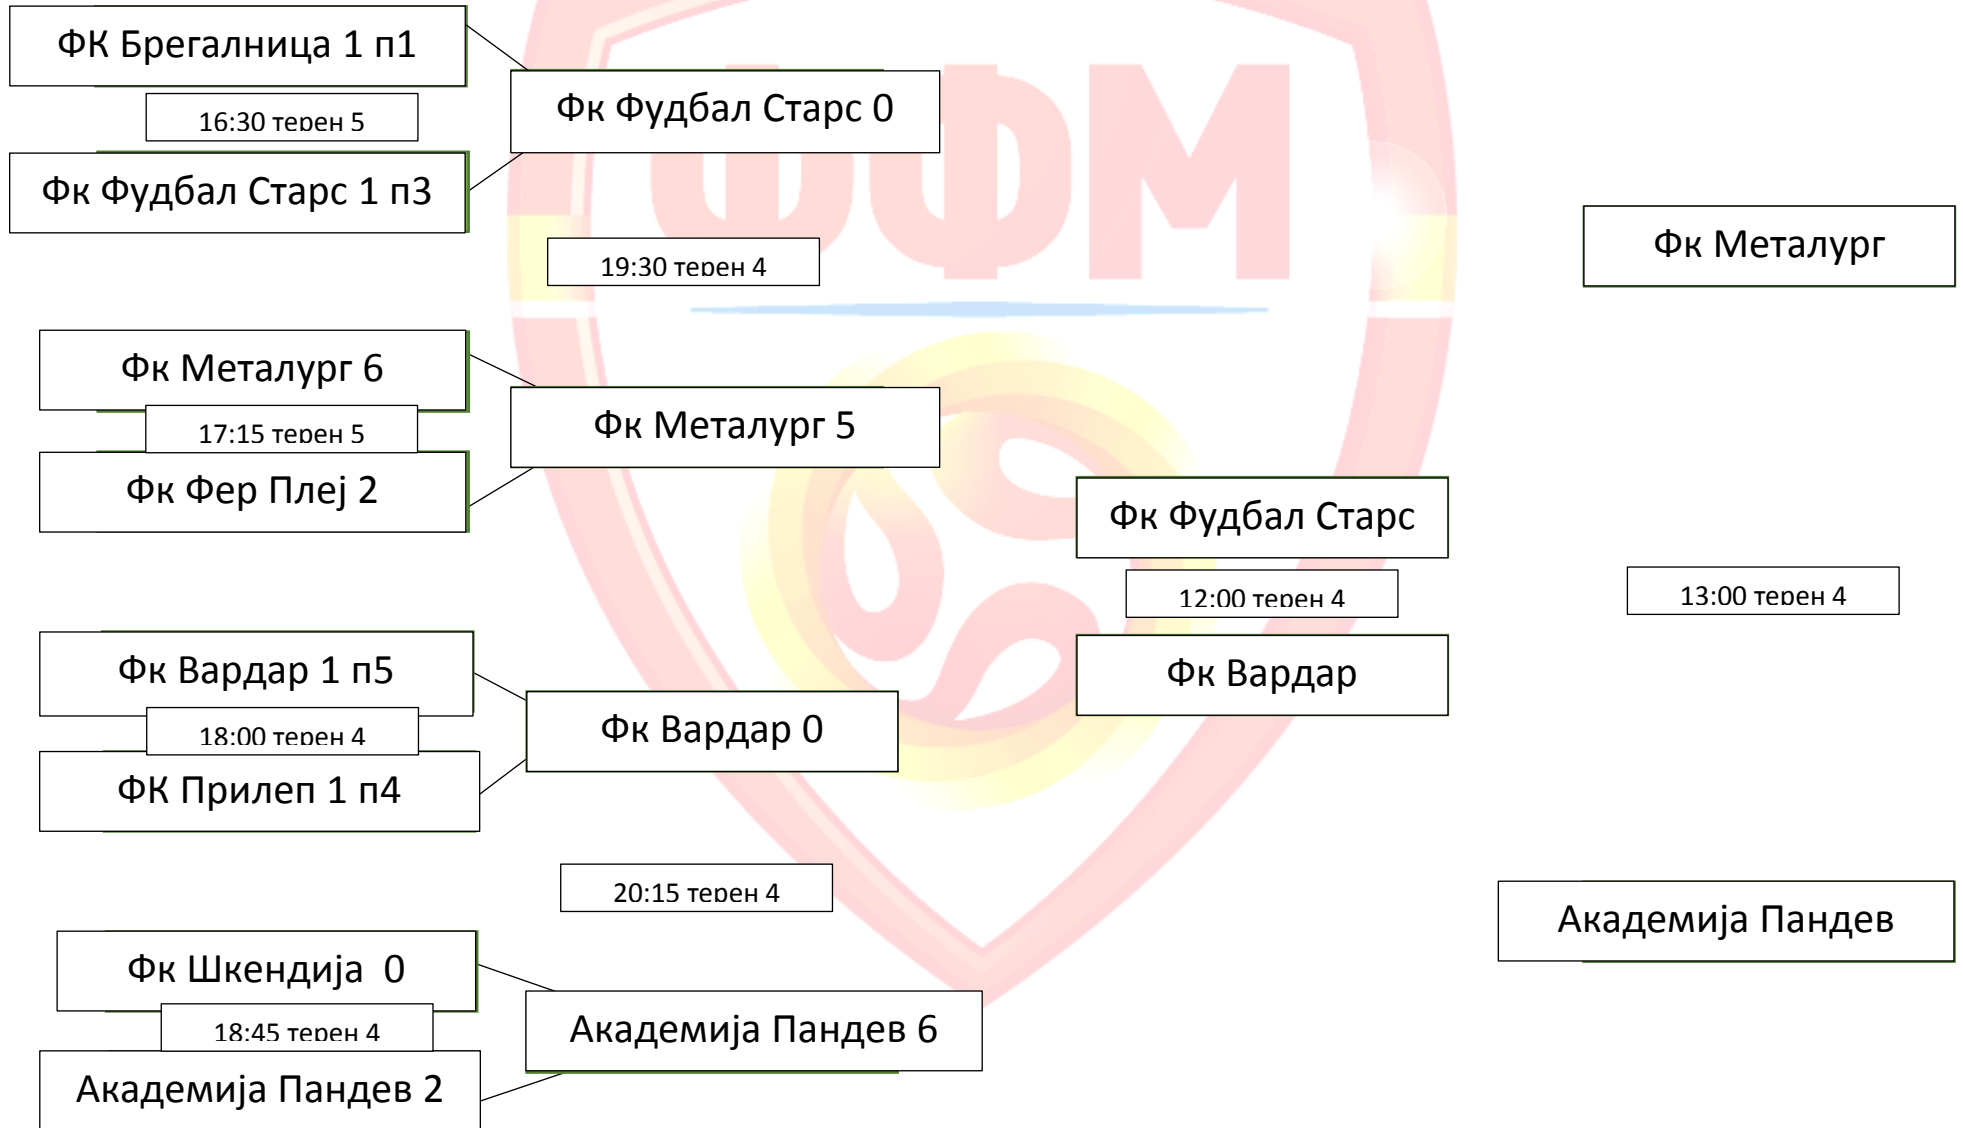 ФК Брегалница 1 п1
16:30 терен 5
Фк Фудбал Старс 1 п3
Фк Фудбал Старс 0
19:30 терен 4
Фк Металург 6
17:15 терен 5
Фк Фер Плеј 2
Фк Металург 5
Фк Вардар 1 п5
18:00 терен 4
ФК Прилеп 1 п4
Фк Вардар 0
20:15 терен 4
Фк Шкендија  0
18:45 терен 4
Академија Пандев 2
Академија Пандев 6
Фк Фудбал Старс
12:00 терен 4
Фк Вардар
Фк Металург
13:00 терен 4
Академија Пандев
ФФМ